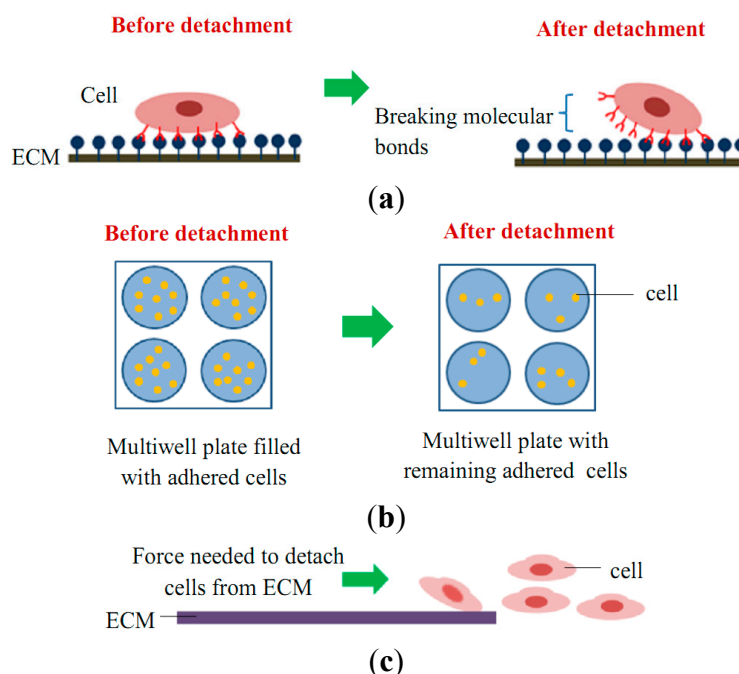 Before detachment
After detachment
Cell
Breaking molecular
bonds
ECM
(a)
Before detachment
After detachment
cell
Multiwell plate filled
with adhered cells
Multiwell plate with
remaining adhered cells
(b)
Force needed to detach
cells from ECM
cell
ECM
(c)